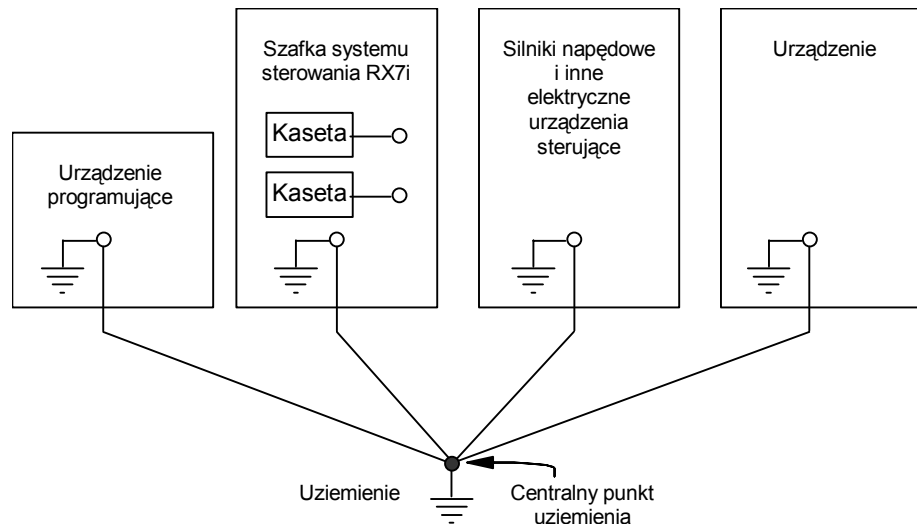 Urządzenie
programujące
Szafka systemu
sterowania RX7i
Kaseta
Kaseta
Silniki napędowe
i inne
elektryczne
urządzenia
sterujące
Urządzenie
Uziemienie
Centralny punkt
uziemienia